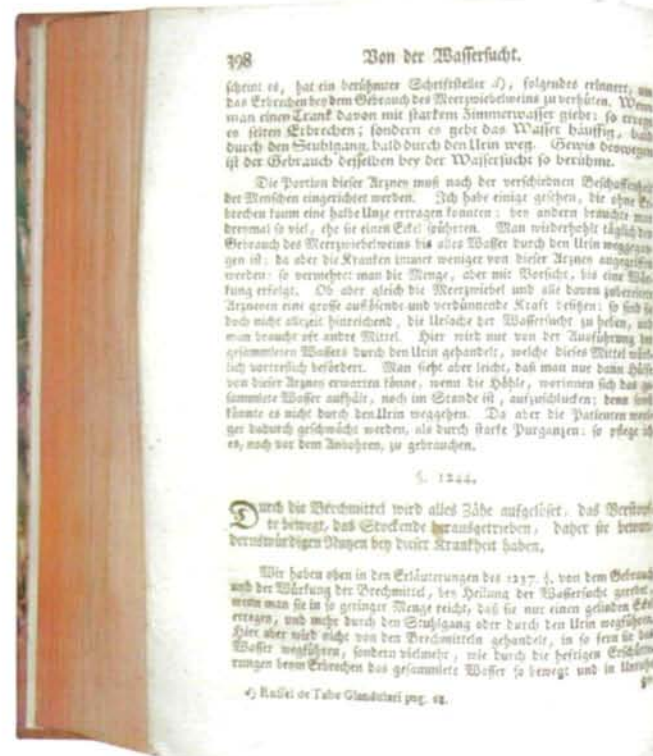 398 Von der Wassersucht.
scheint es, hat ein berühmter Schriftsteller d), folgendes erinnert, um
das Erbrechen bey dem Gebrauch des Meerzwiebelweins zu verhüten. Wenn
man einen Trank davon mit starkem Zimmerwasser giebt: so erregt
es selten Erbrechen; sondern es geht das Wasser häuffig, bald
durch den Stuhlgang, bald durch den Urin weg. Gewis deswegen
ist der Gebrauch desselben bey der Wassersucht so berühmt.
Die Portion dieser Arzney muß nach der verschiednen Beschaffenheit
der Menschen eingerichtet werden. Ich habe einige gesehen, die ohne Er-
brechen kaum eine halbe Unze ertragen konnten: bey andern brauchte man
dreymal so viel, ehe sie einen Eckel spüreten. Man wiederhohlt täglich den
Gebrauch des Meerzwiebelweins bis alles Wasser durch den Urin weggegan-
gen ist: da aber die Kranken immer weniger von dieser Arzney angegriffen
werden: so vermehret man die Menge, aber mit Vorsicht, bis eine Wür-
kung erfolgt. Ob aber gleich die Meerzwiebel und alle davon zubereitete
Arzneyen eine grosse auflösende und verdünnende Kraft besitzen: so sind sie
doch nicht allezeit hinreichend, die Ursache der Wassersucht zu heben, und
man braucht oft andre Mittel. Hier wird nur von der Ausführung des
gesammleten Wassers durch den Urin gehandelt, welche dieses Mittel würk-
lich vortreflich befördert. Man sieht aber leicht, daß man nur dann Hülfe
von dieser Arzney erwarten könne, wenn die Höhle, worinnen sich das ge-
sammlete Wasser aufhält, noch im Stande ist, aufzuschlucken; denn sonst
könnte es nicht durch den Urin weggehen. Da aber die Patienten weni-
ger dadurch geschwächt werden, als durch starke Purganzen: so pflege ich
es, noch vor dem Anbohren, zu gebrauchen.
§. 1244.
Durch die Brechmittel wird alles Zähe aufgelöset, das Verstopf-
te bewegt, das Stockende herausgetrieben, daher sie bewun-
dernswürdigen Nutzen bey dieser Krankheit haben.
Wir haben oben in den Erläuterungen des 1237. §. von dem Gebrauch
und der Würkung der Brechmittel, bey Heilung der Wassersucht geredet,
wenn man sie in so geringer Menge reicht, daß sie nur einen gelinden Eckel
erregen, und mehr durch den Stuhlgang oder durch den Urin wegführen.
Hier aber wird nicht von den Brechmitteln gehandelt, in so fern sie das
Wasser wegführen, sondern vielmehr, wie durch die heftigen Erschütte-
rungen beym Erbrechen das gesammlete Wasser so bewegt und in Unruhe
d) Russel de Tabe Glandulari pag. 68.